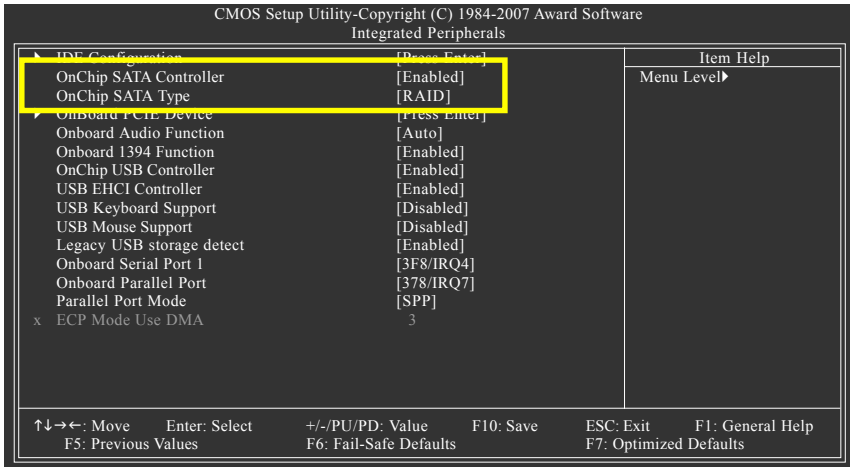 CMOS Setup Utility-Copyright (C) 1984-2007 Award Software
Integrated Peripherals
IDE Configuration [Press Enter]
Item Help
OnChip SATA Controller [Enabled]
Menu Level
OnChip SATA Type [RAID]
OnBoard PCIE Device [Press Enter]
Onboard Audio Function [Auto]
Onboard 1394 Function [Enabled]
OnChip USB Controller [Enabled]
USB EHCI Controller [Enabled]
USB Keyboard Support [Disabled]
USB Mouse Support [Disabled]
Legacy USB storage detect [Enabled]
Onboard Serial Port 1 [3F8/IRQ4]
Onboard Parallel Port [378/IRQ7]
Parallel Port Mode [SPP]
x ECP Mode Use DMA 3
↑↓→←: Move Enter: Select +/-/PU/PD: Value F10: Save ESC: Exit F1: General Help
F5: Previous Values F6: Fail-Safe Defaults F7: Optimized Defaults